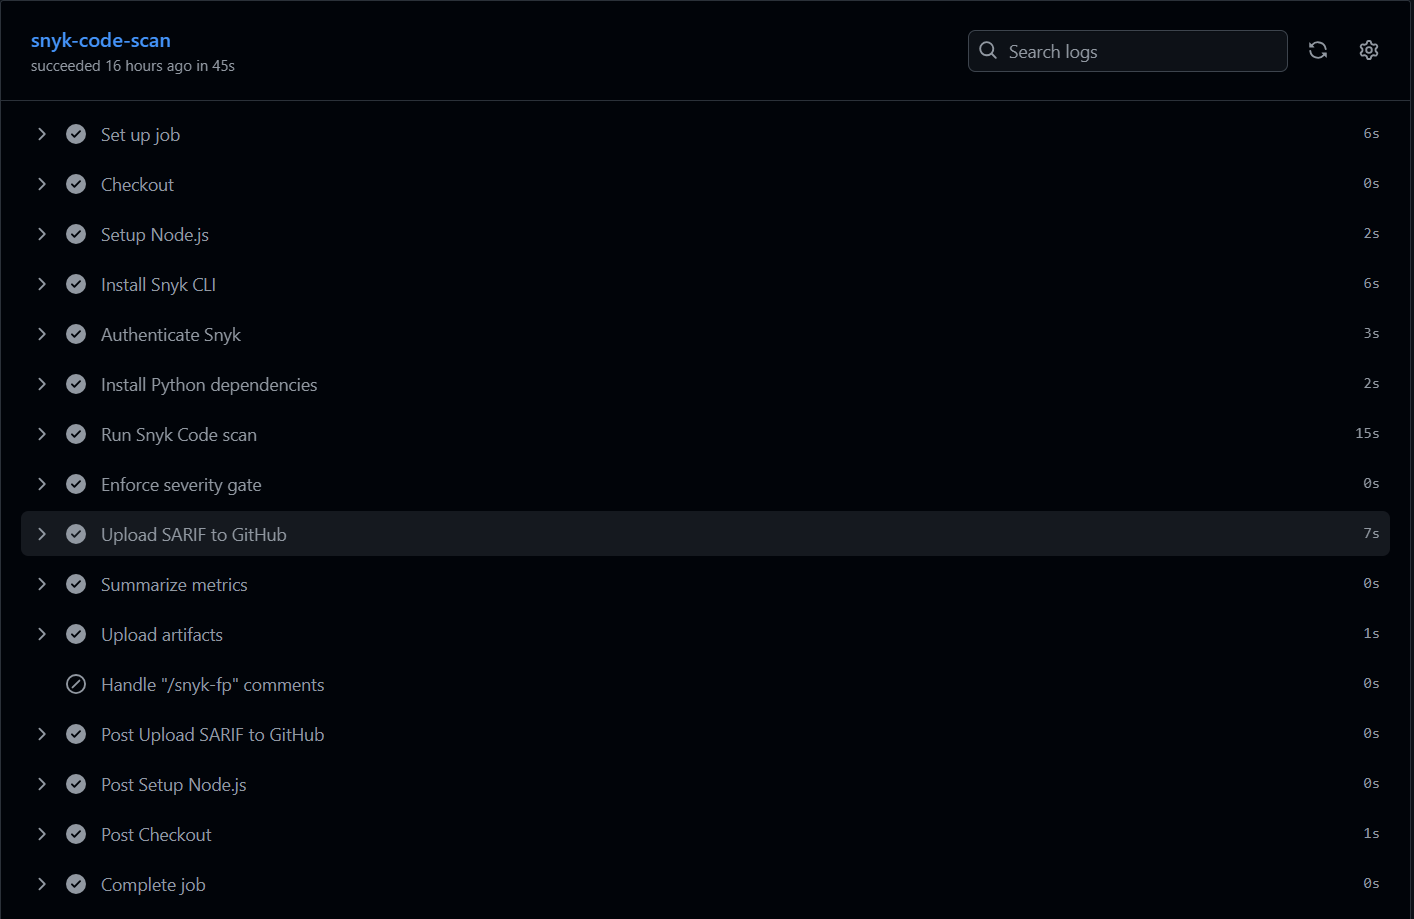 snyk-code-scan
succeeded 16 hours ago in 45s
Search logs
Set up job 6s
Checkout 0s
Setup Node.js 2s
Install Snyk CLI 6s
Authenticate Snyk 3s
Install Python dependencies 2s
Run Snyk Code scan 15s
Enforce severity gate 0s
Upload SARIF to GitHub 7s
Summarize metrics 0s
Upload artifacts 1s
Handle "/snyk-fp" comments 0s
Post Upload SARIF to GitHub 0s
Post Setup Node.js 0s
Post Checkout 1s
Complete job 0s